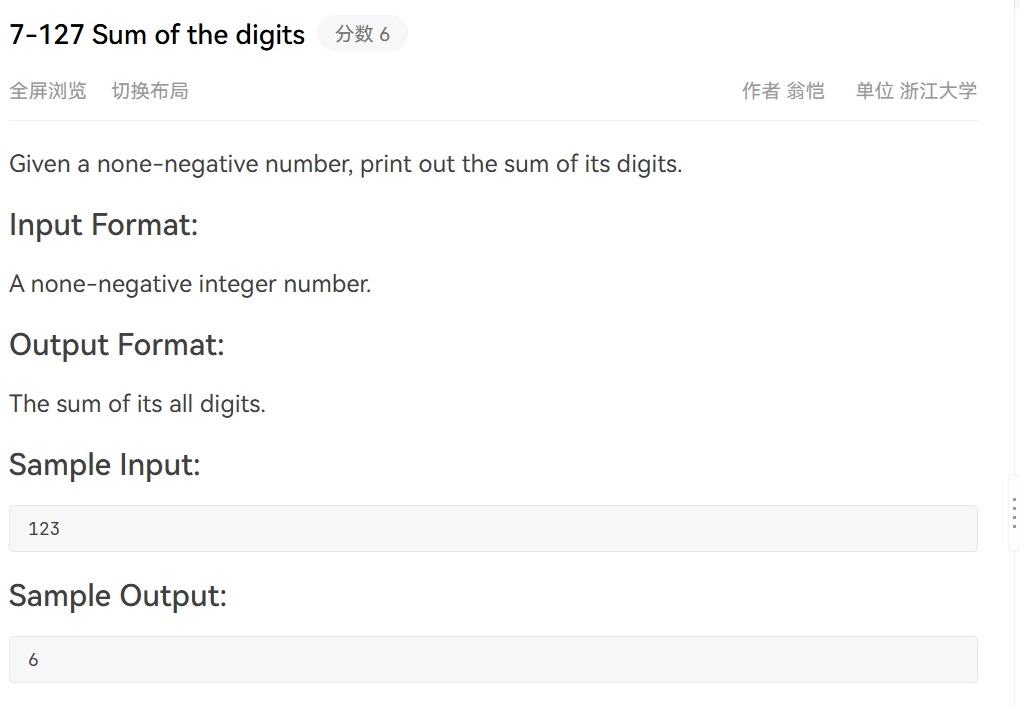 7-127 Sum of the digits 分数 6
全屏浏览 切换布局 作者 翁恺 单位 浙江大学
Given a none-negative number, print out the sum of its digits.
Input Format:
A none-negative integer number.
Output Format:
The sum of its all digits.
Sample Input:
123
Sample Output:
6